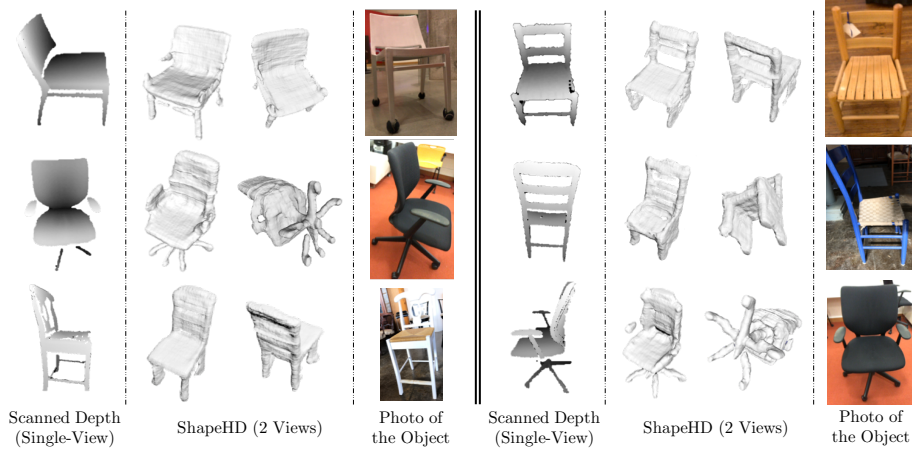 Scanned Depth
(Single-View)
ShapeHD (2 Views)
Photo of
the Object
Scanned Depth
(Single-View)
ShapeHD (2 Views)
Photo of
the Object